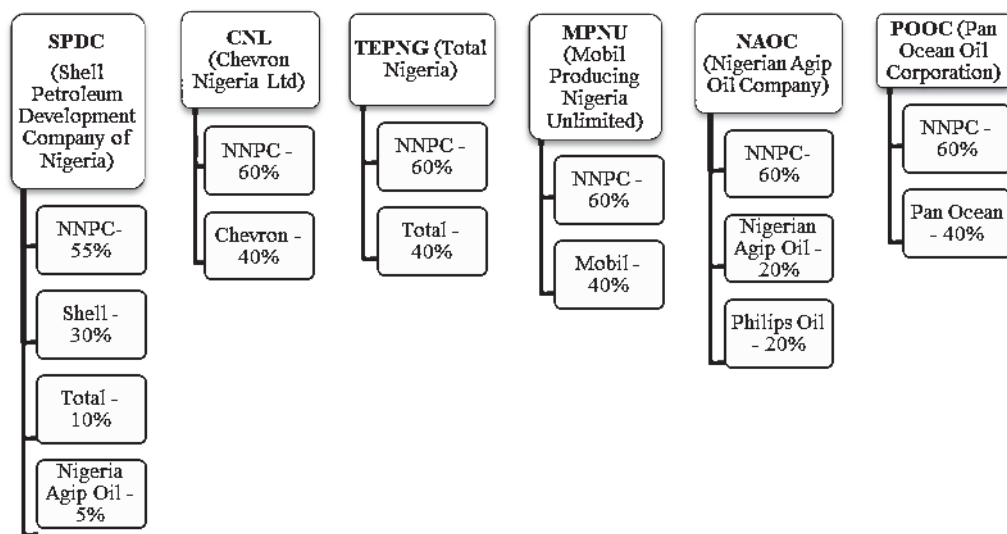 SPDC
(Shell
Petroleum
Development
Company of
Nigeria)
NNPC-
55%
Shell -
30%
Total -
10%
Nigeria
Agip Oil -
5%
CNL
(Chevron
Nigeria Ltd)
NNPC -
60%
Chevron -
40%
TEPNG (Total
Nigeria)
NNPC -
60%
Total -
40%
MPNU
(Mobil
Producing
Nigeria
Unlimited)
NNPC -
60%
Mobil -
40%
NAOC
(Nigerian Agip
Oil Company)
NNPC-
60%
Nigerian
Agip Oil -
20%
Philips Oil
- 20%
POOC (Pan
Ocean Oil
Corporation)
NNPC -
60%
Pan Ocean
- 40%